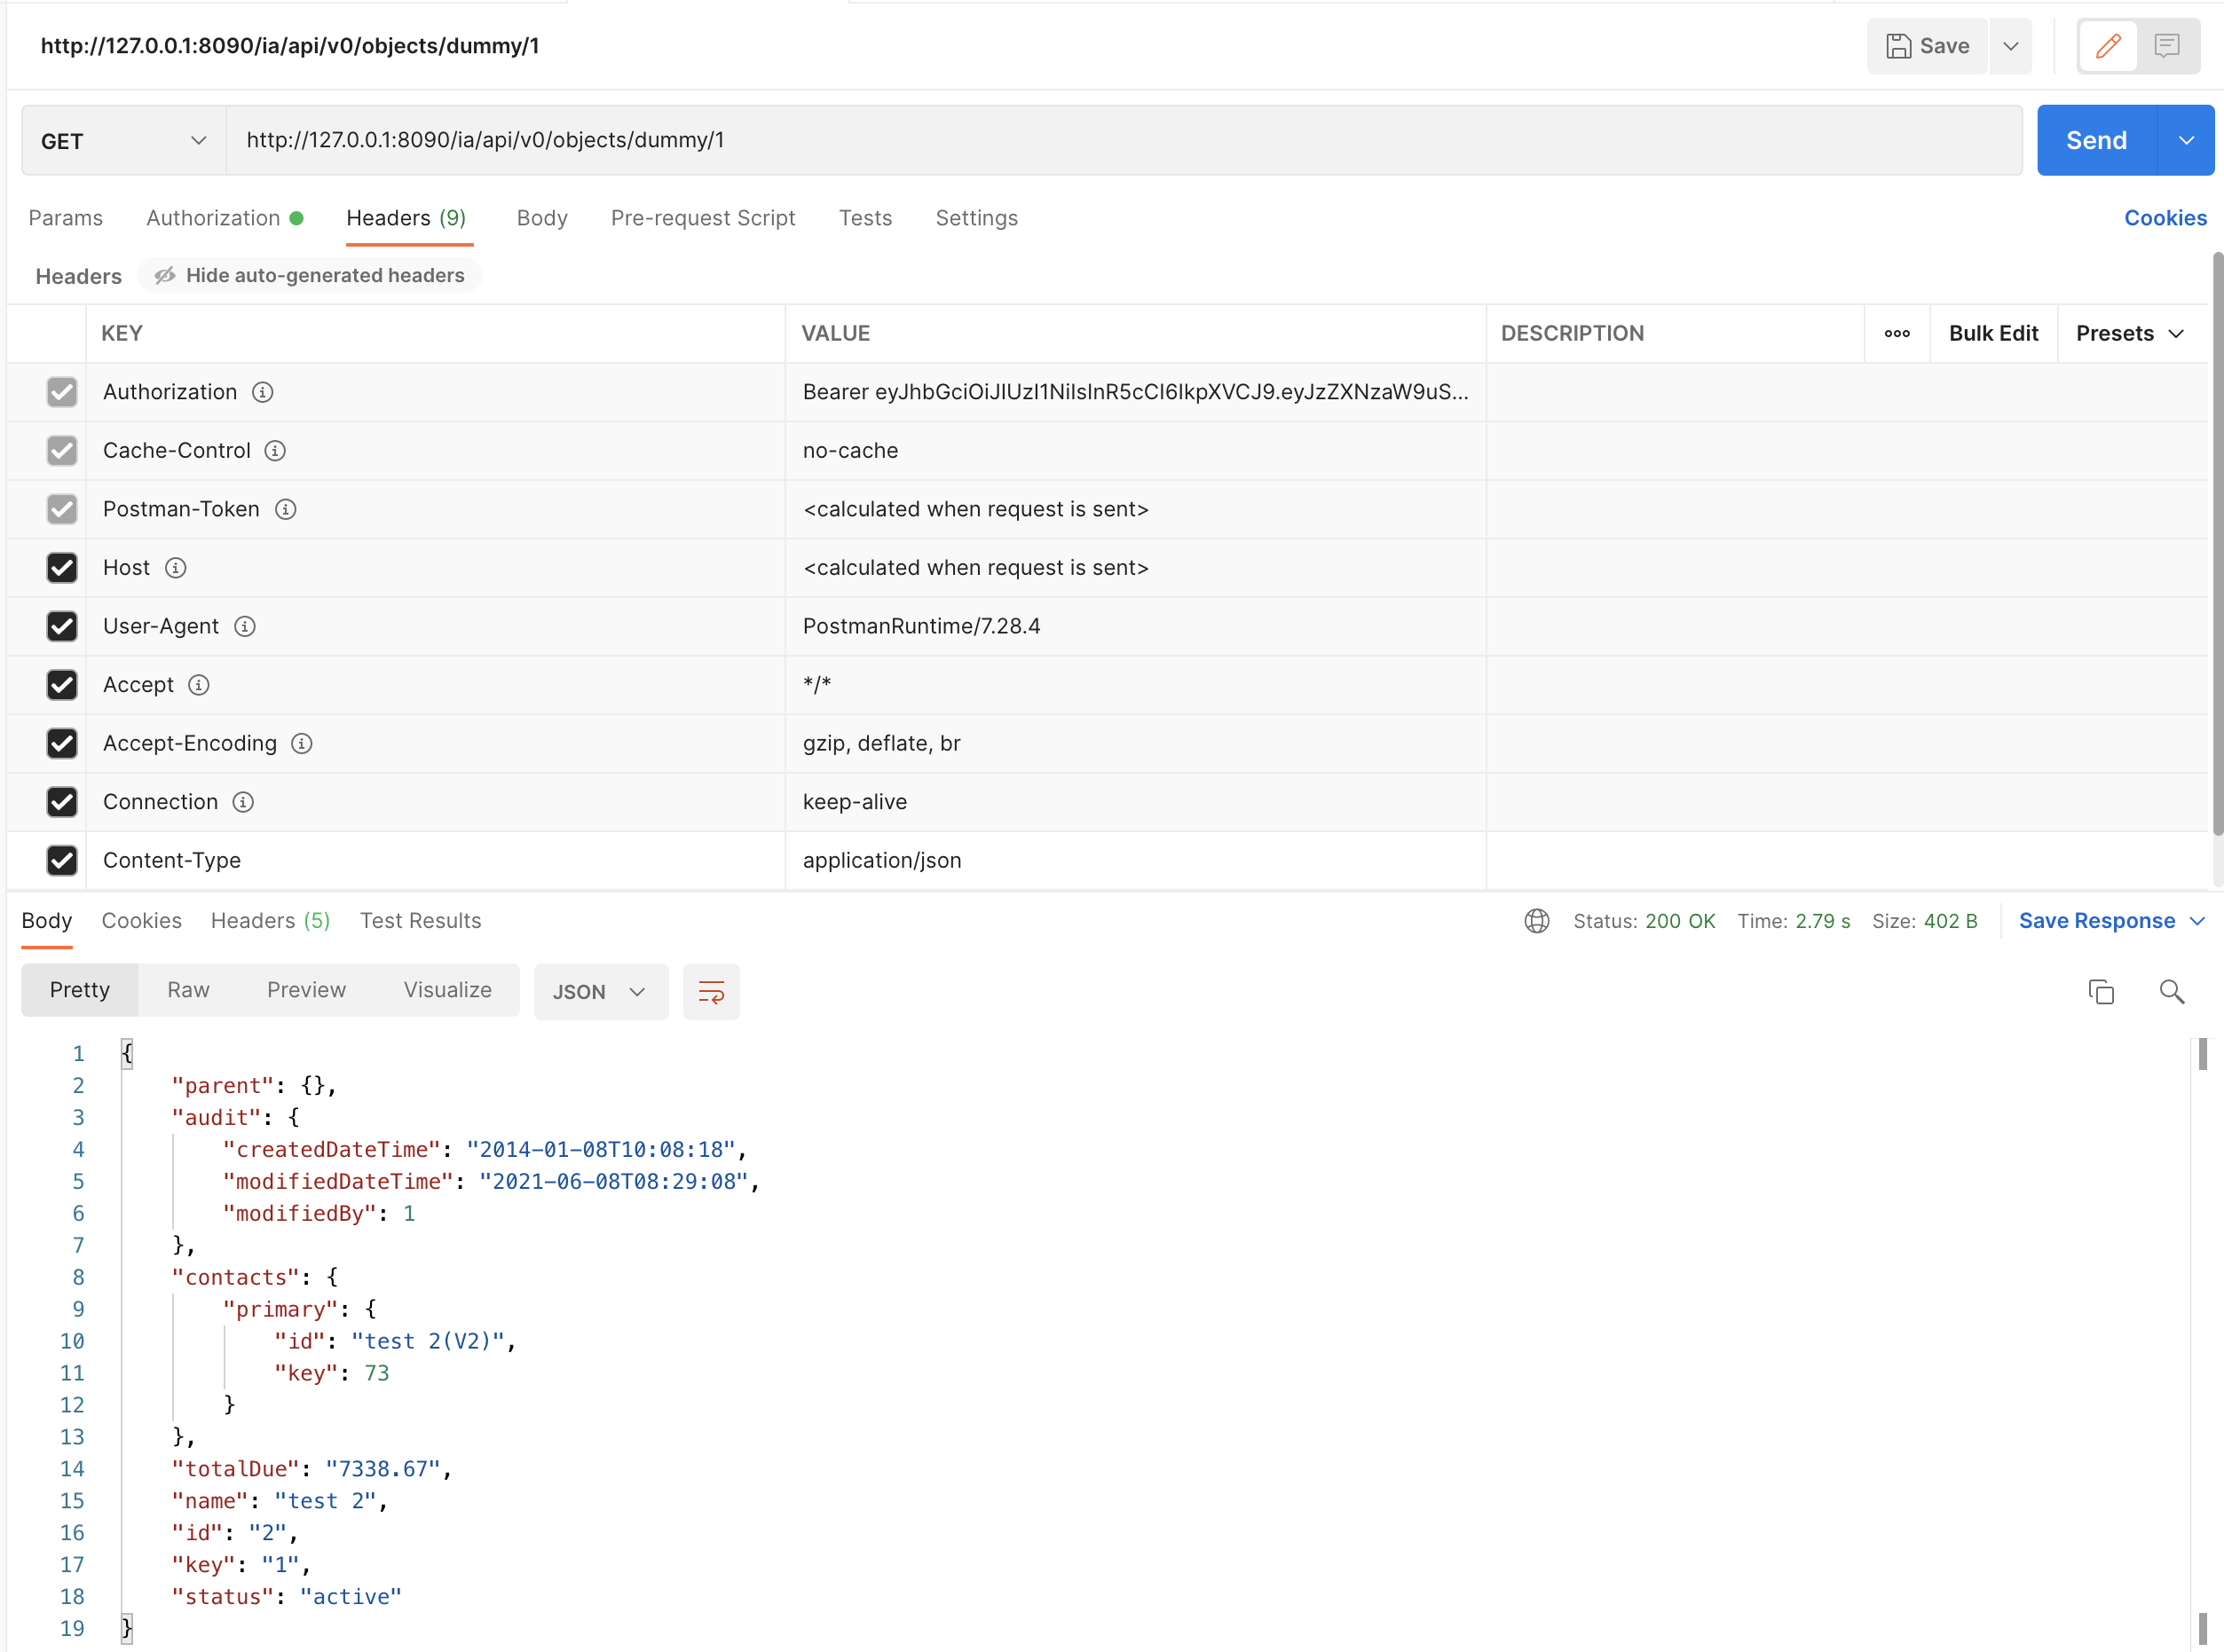 http://127.0.0.1:8090/ia/api/v0/objects/dummy/1
Save
GET
http://127.0.0.1:8090/ia/api/v0/objects/dummy/1
Send
Params Authorization Headers (9) Body Pre-request Script Tests Settings Cookies
Headers Hide auto-generated headers
KEY VALUE DESCRIPTION ooo Bulk Edit Presets
Authorization Bearer eyJhbGciOiJIUzI1NiIsInR5cCI6IkpXVCJ9.eyJzZXNzaW9uS...
Cache-Control no-cache
Postman-Token <calculated when request is sent>
Host <calculated when request is sent>
User-Agent PostmanRuntime/7.28.4
Accept */*
Accept-Encoding gzip, deflate, br
Connection keep-alive
Content-Type application/json
Body Cookies Headers (5) Test Results Status: 200 OK Time: 2.79 s Size: 402 B Save Response
Pretty Raw Preview Visualize JSON
1 {
2 "parent": {},
3 "audit": {
4 "createdDateTime": "2014-01-08T10:08:18",
5 "modifiedDateTime": "2021-06-08T08:29:08",
6 "modifiedBy": 1
7 },
8 "contacts": {
9 "primary": {
10 "id": "test 2(V2)",
11 "key": 73
12 }
13 },
14 "totalDue": "7338.67",
15 "name": "test 2",
16 "id": "2",
17 "key": "1",
18 "status": "active"
19 }